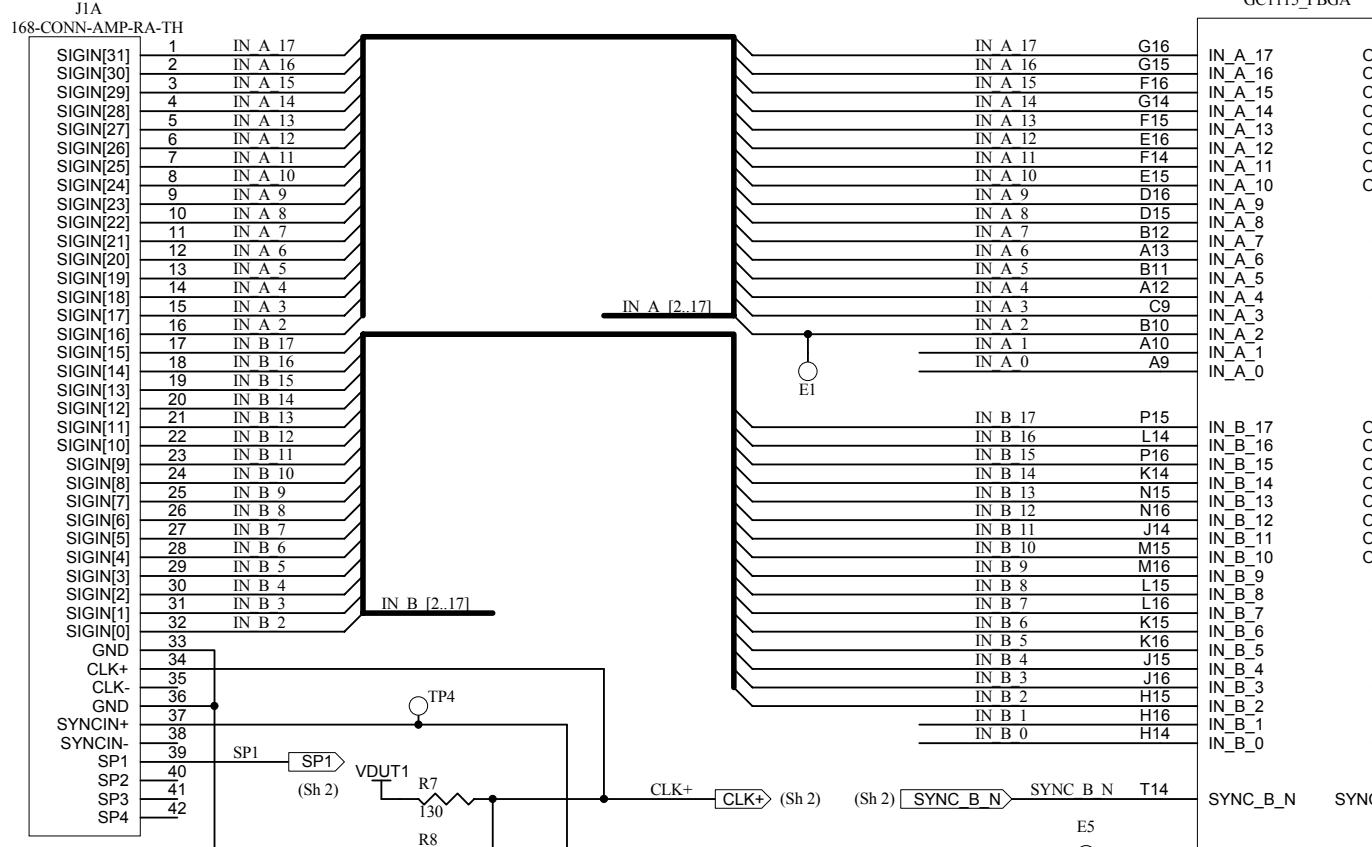 J1A
168-CONN-AMP-RA-TH
SIGIN[31] 1 IN_A_17 IN_A_17 G16 IN_A_17
SIGIN[30] 2 IN_A_16 IN_A_16 G15 IN_A_16
SIGIN[29] 3 IN_A_15 IN_A_15 F16 IN_A_15
SIGIN[28] 4 IN_A_14 IN_A_14 G14 IN_A_14
SIGIN[27] 5 IN_A_13 IN_A_13 F15 IN_A_13
SIGIN[26] 6 IN_A_12 IN_A_12 E16 IN_A_12
SIGIN[25] 7 IN_A_11 IN_A_11 F14 IN_A_11
SIGIN[24] 8 IN_A_10 IN_A_10 E15 IN_A_10
SIGIN[23] 9 IN_A_9 IN_A_9 D16 IN_A_9
SIGIN[22] 10 IN_A_8 IN_A_8 D15 IN_A_8
SIGIN[21] 11 IN_A_7 IN_A_7 B12 IN_A_7
SIGIN[20] 12 IN_A_6 IN_A_6 A13 IN_A_6
SIGIN[19] 13 IN_A_5 IN_A_5 B11 IN_A_5
SIGIN[18] 14 IN_A_4 IN_A_4 A12 IN_A_4
SIGIN[17] 15 IN_A_3 IN_A_[2..17] IN_A_3 C9 IN_A_3
SIGIN[16] 16 IN_A_2 IN_A_2 B10 IN_A_2
SIGIN[15] 17 IN_B_17 IN_A_1 A10 IN_A_1
SIGIN[14] 18 IN_B_16 IN_A_0 A9 IN_A_0
SIGIN[13] 19 IN_B_15 E1
SIGIN[12] 20 IN_B_14
SIGIN[11] 21 IN_B_13 IN_B_17 P15 IN_B_17
SIGIN[10] 22 IN_B_12 IN_B_16 L14 IN_B_16
SIGIN[9] 23 IN_B_11 IN_B_15 P16 IN_B_15
SIGIN[8] 24 IN_B_10 IN_B_14 K14 IN_B_14
SIGIN[7] 25 IN_B_9 IN_B_13 N15 IN_B_13
SIGIN[6] 26 IN_B_8 IN_B_12 N16 IN_B_12
SIGIN[5] 27 IN_B_7 IN_B_11 J14 IN_B_11
SIGIN[4] 28 IN_B_6 IN_B_10 M15 IN_B_10
SIGIN[3] 29 IN_B_5 IN_B_9 M16 IN_B_9
SIGIN[2] 30 IN_B_4 IN_B_8 L15 IN_B_8
SIGIN[1] 31 IN_B_3 IN_B_[2..17] IN_B_7 L16 IN_B_7
SIGIN[0] 32 IN_B_2 IN_B_6 K15 IN_B_6
GND 33 IN_B_5 K16 IN_B_5
CLK+ 34 IN_B_4 J15 IN_B_4
CLK- 35 IN_B_3 J16 IN_B_3
GND 36 TP4 IN_B_2 H15 IN_B_2
SYNCIN+ 37 IN_B_1 H16 IN_B_1
SYNCIN- 38 IN_B_0 H14 IN_B_0
SP1 39 SP1 SP1
SP2 40 (Sh 2) VDUT1 R7
SP3 41 130 CLK+ CLK+ (Sh 2) (Sh 2) SYNC_B_N SYNC_B_N T14 SYNC_B_N
SP4 42
R8 E5